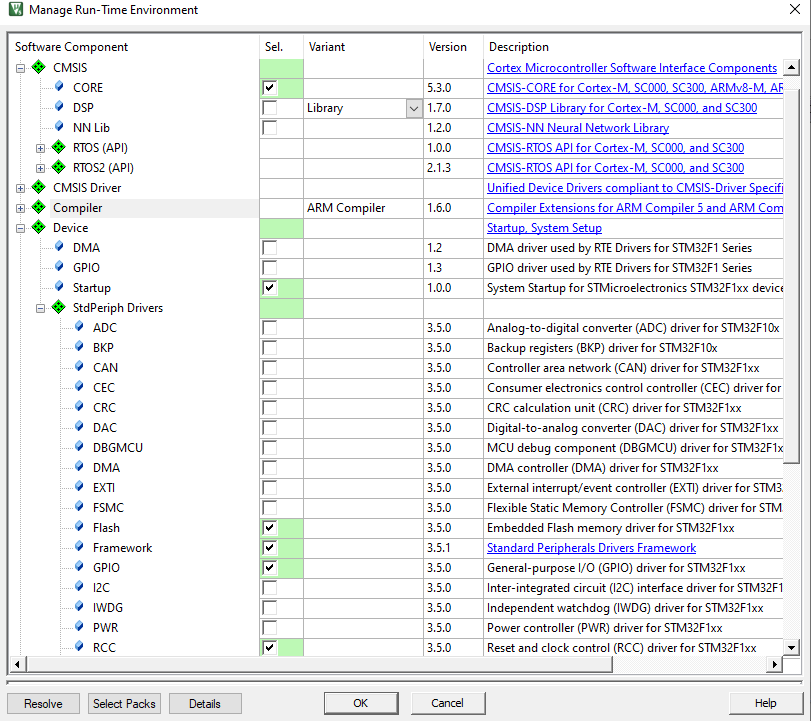 Manage Run-Time Environment
Software Component Sel. Variant Version Description
CMSIS Cortex Microcontroller Software Interface Components
CORE 5.3.0 CMSIS-CORE for Cortex-M, SC000, SC300, ARMv8-M, AR
DSP Library 1.7.0 CMSIS-DSP Library for Cortex-M, SC000, and SC300
NN Lib 1.2.0 CMSIS-NN Neural Network Library
RTOS (API) 1.0.0 CMSIS-RTOS API for Cortex-M, SC000, and SC300
RTOS2 (API) 2.1.3 CMSIS-RTOS API for Cortex-M, SC000, and SC300
CMSIS Driver Unified Device Drivers compliant to CMSIS-Driver Specifi
Compiler ARM Compiler 1.6.0 Compiler Extensions for ARM Compiler 5 and ARM Com
Device Startup, System Setup
DMA 1.2 DMA driver used by RTE Drivers for STM32F1 Series
GPIO 1.3 GPIO driver used by RTE Drivers for STM32F1 Series
Startup 1.0.0 System Startup for STMicroelectronics STM32F1xx device
StdPeriph Drivers
ADC 3.5.0 Analog-to-digital converter (ADC) driver for STM32F10x
BKP 3.5.0 Backup registers (BKP) driver for STM32F10x
CAN 3.5.0 Controller area network (CAN) driver for STM32F1xx
CEC 3.5.0 Consumer electronics control controller (CEC) driver for
CRC 3.5.0 CRC calculation unit (CRC) driver for STM32F1xx
DAC 3.5.0 Digital-to-analog converter (DAC) driver for STM32F1xx
DBGMCU 3.5.0 MCU debug component (DBGMCU) driver for STM32F1xx
DMA 3.5.0 DMA controller (DMA) driver for STM32F1xx
EXTI 3.5.0 External interrupt/event controller (EXTI) driver for STM3
FSMC 3.5.0 Flexible Static Memory Controller (FSMC) driver for STM
Flash 3.5.0 Embedded Flash memory driver for STM32F1xx
Framework 3.5.1 Standard Peripherals Drivers Framework
GPIO 3.5.0 General-purpose I/O (GPIO) driver for STM32F1xx
I2C 3.5.0 Inter-integrated circuit (I2C) interface driver for STM32F1
IWDG 3.5.0 Independent watchdog (IWDG) driver for STM32F1xx
PWR 3.5.0 Power controller (PWR) driver for STM32F1xx
RCC 3.5.0 Reset and clock control (RCC) driver for STM32F1xx
Resolve Select Packs Details OK Cancel Help